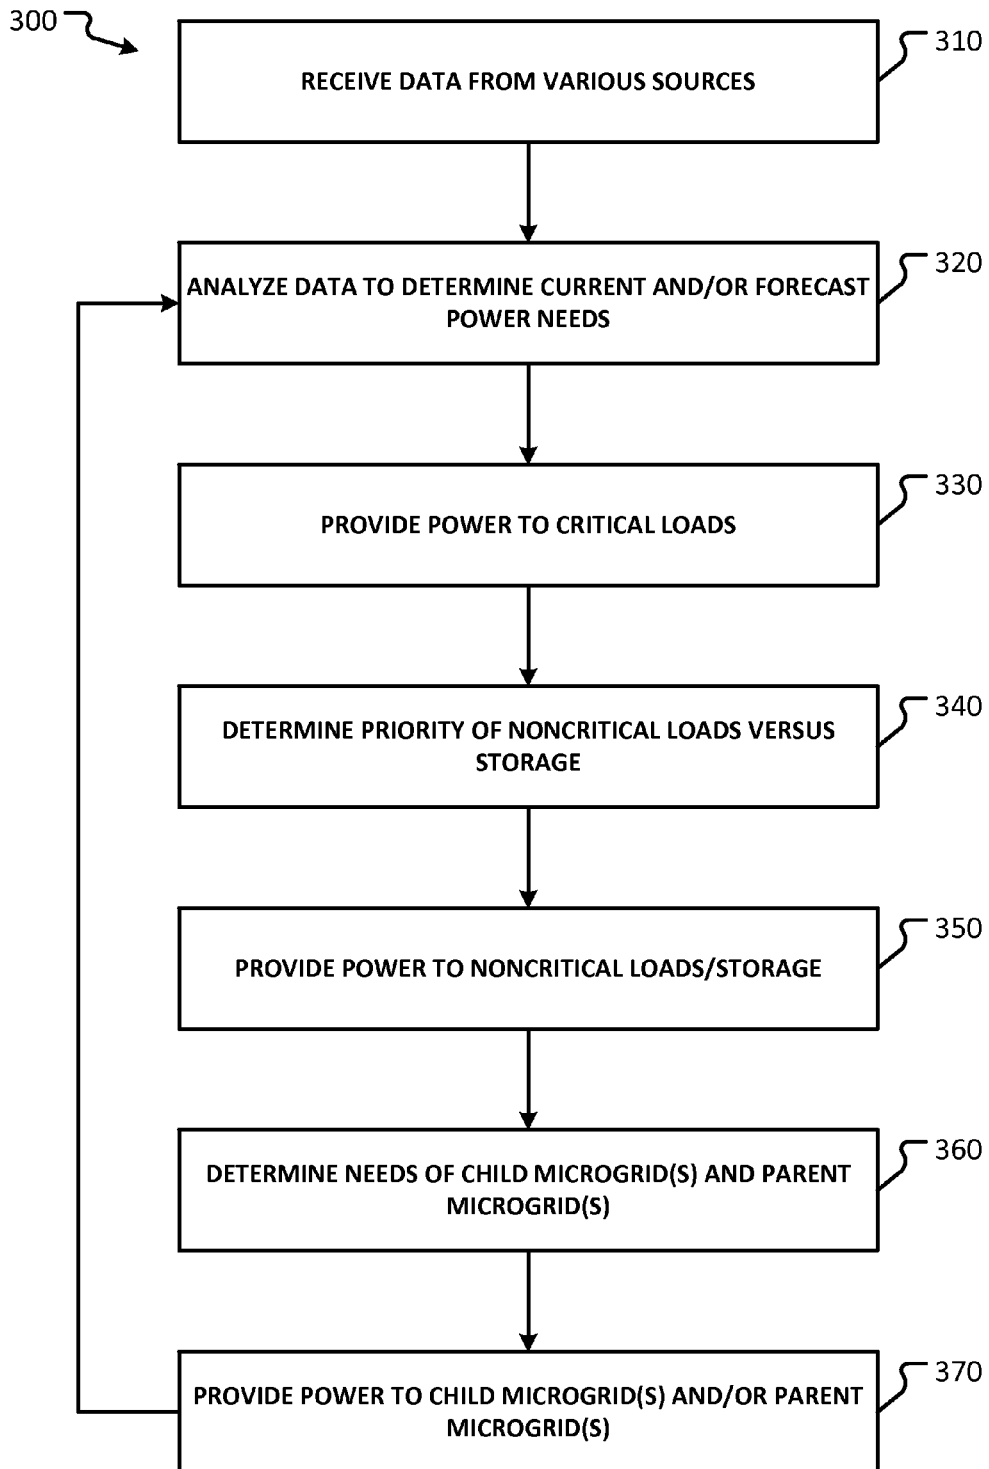 300
310
RECEIVE DATA FROM VARIOUS SOURCES
320
ANALYZE DATA TO DETERMINE CURRENT AND/OR FORECAST
POWER NEEDS
330
PROVIDE POWER TO CRITICAL LOADS
340
DETERMINE PRIORITY OF NONCRITICAL LOADS VERSUS
STORAGE
350
PROVIDE POWER TO NONCRITICAL LOADS/STORAGE
360
DETERMINE NEEDS OF CHILD MICROGRID(S) AND PARENT
MICROGRID(S)
370
PROVIDE POWER TO CHILD MICROGRID(S) AND/OR PARENT
MICROGRID(S)